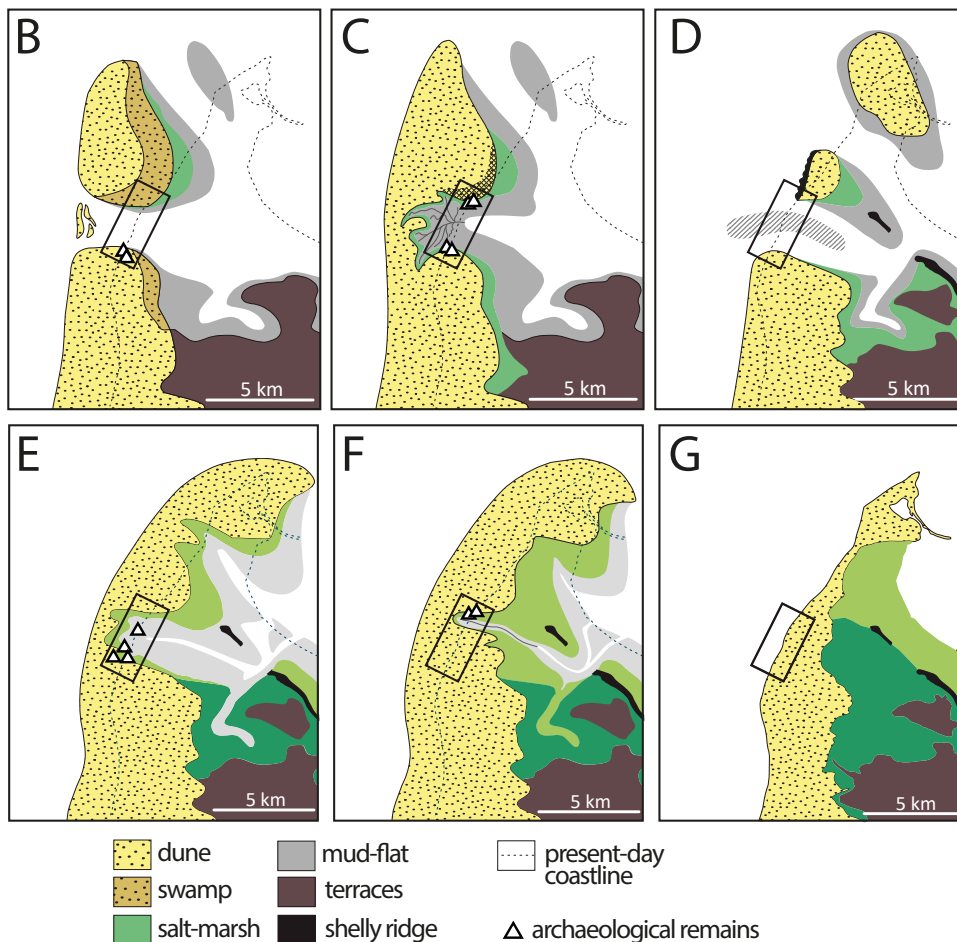 B
C
D
5 km
5 km
5 km
E
F
G
5 km
5 km
5 km
dune
mud-flat
present-day
coastline
swamp
terraces
salt-marsh
shelly ridge
archaeological remains